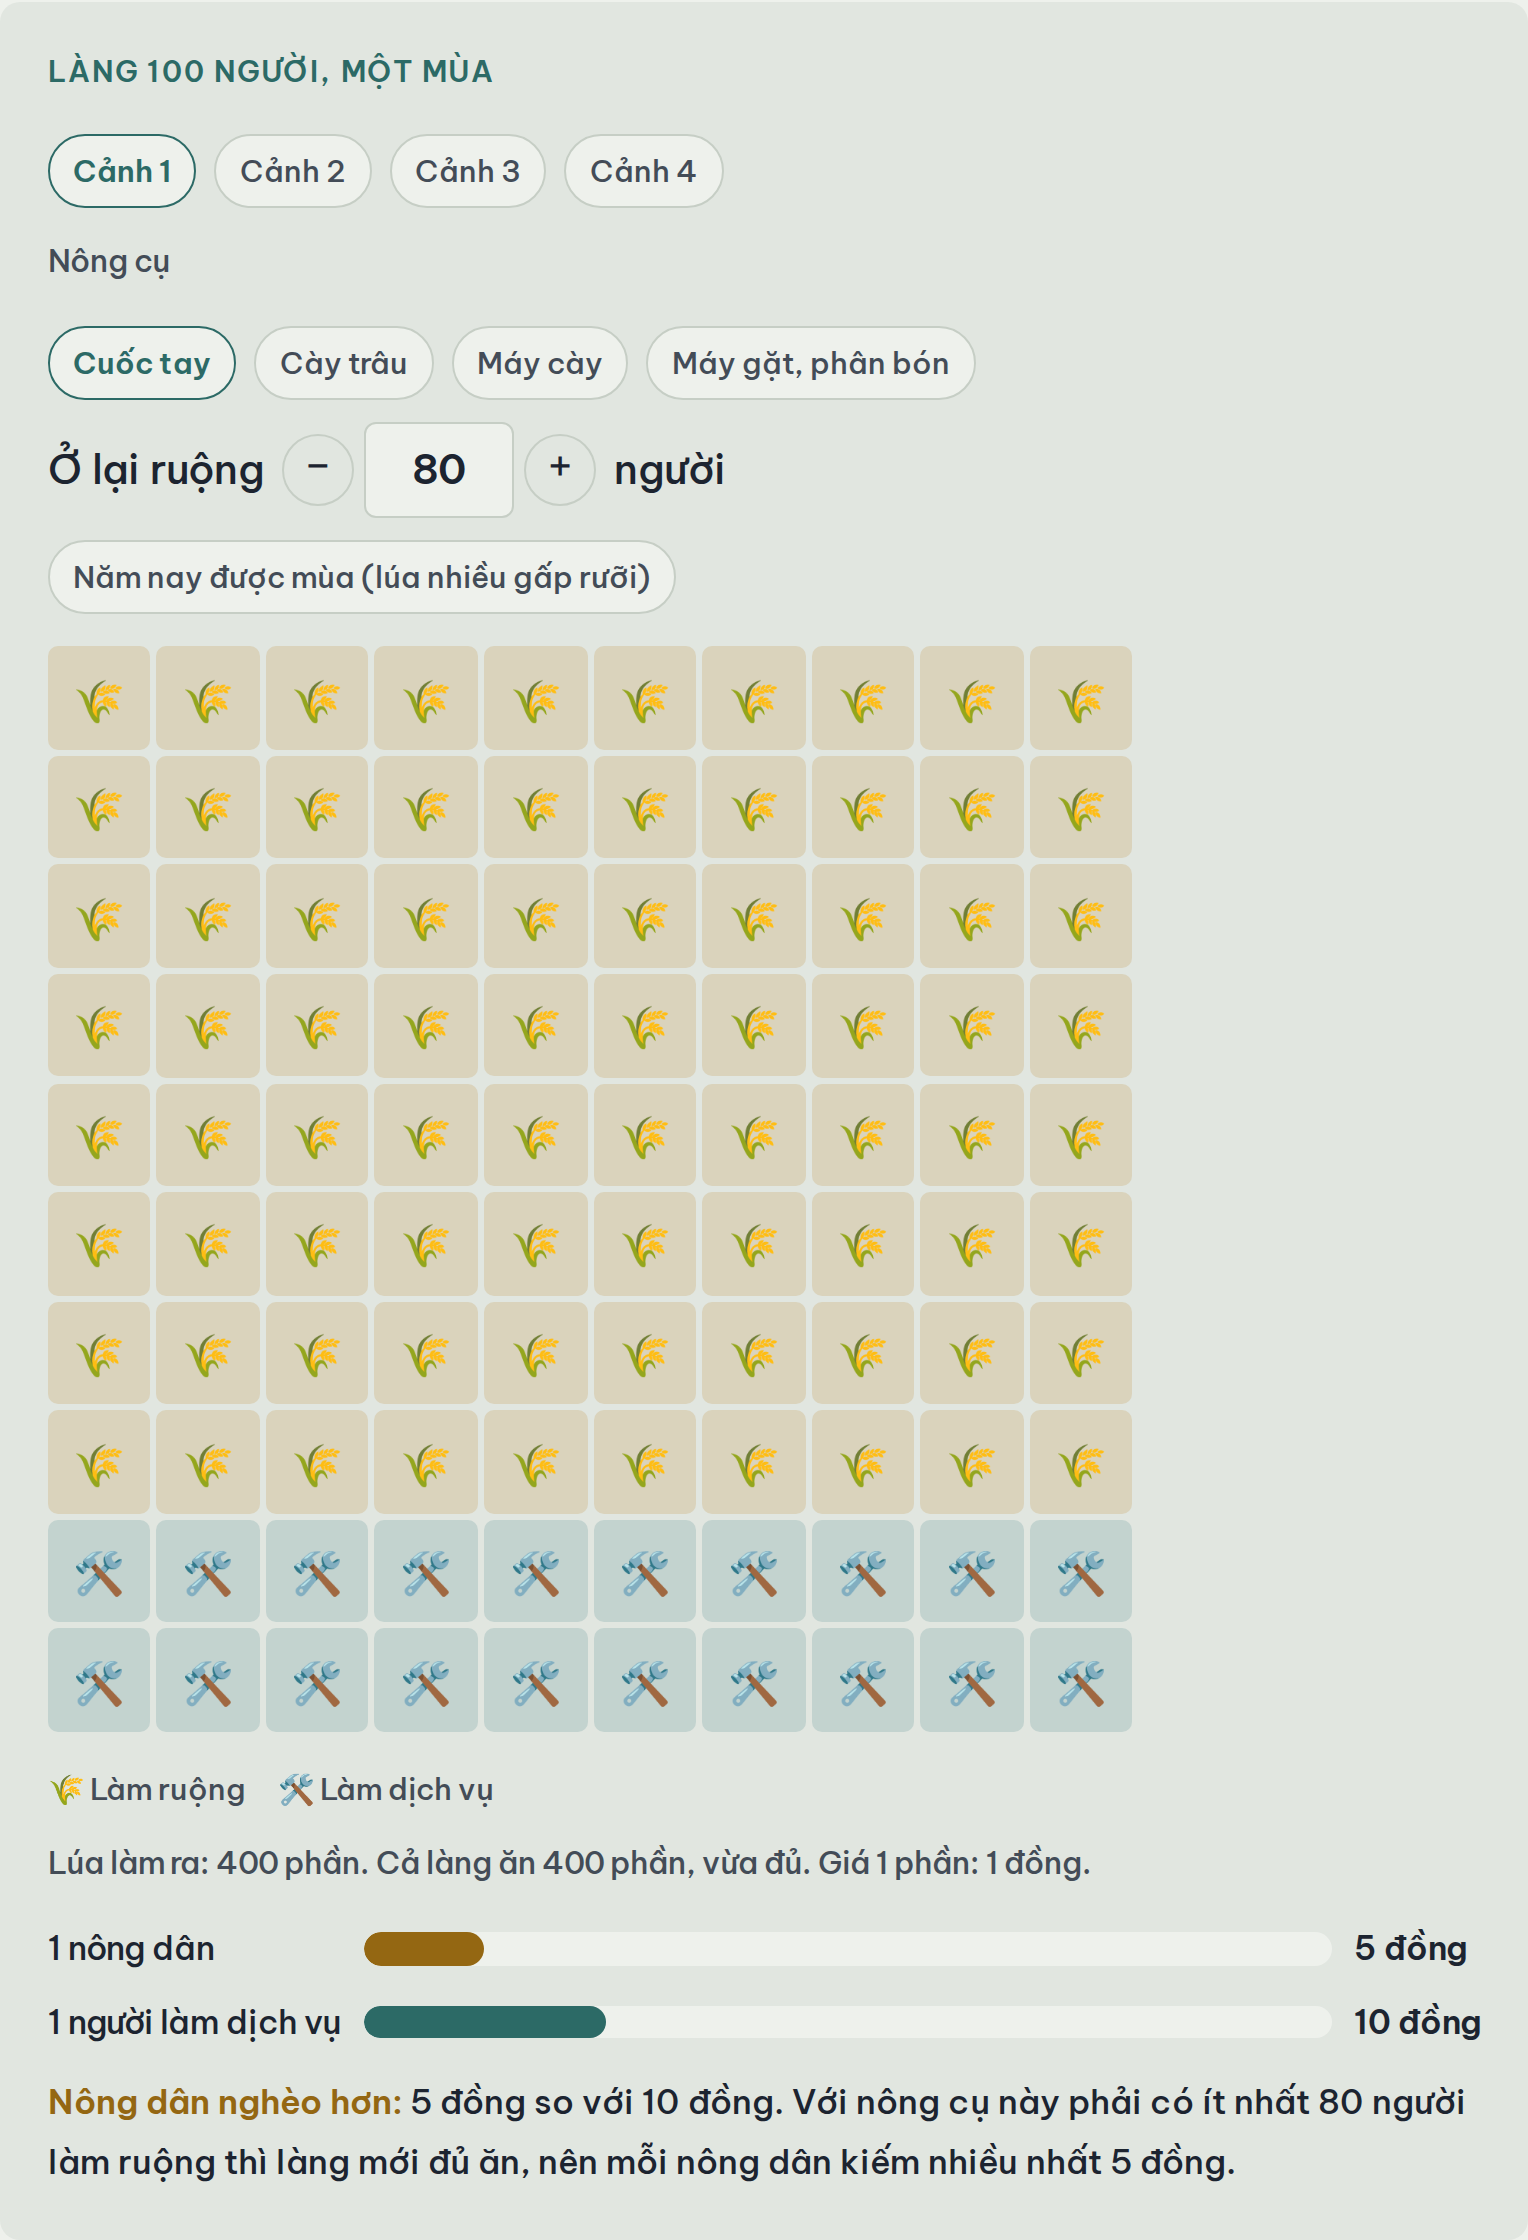 LÀNG 100 NGƯỜI, MỘT MÙA
Cảnh 1 Cảnh 2 Cảnh 3 Cảnh 4
Nông cụ
Cuốc tay Cày trâu Máy cày Máy gặt, phân bón
Ở lại ruộng − 80 + người
Năm nay được mùa (lúa nhiều gấp rưỡi)
🌾 Làm ruộng 🛠️ Làm dịch vụ
Lúa làm ra: 400 phần. Cả làng ăn 400 phần, vừa đủ. Giá 1 phần: 1 đồng.
1 nông dân 5 đồng
1 người làm dịch vụ 10 đồng
Nông dân nghèo hơn: 5 đồng so với 10 đồng. Với nông cụ này phải có ít nhất 80 người
làm ruộng thì làng mới đủ ăn, nên mỗi nông dân kiếm nhiều nhất 5 đồng.